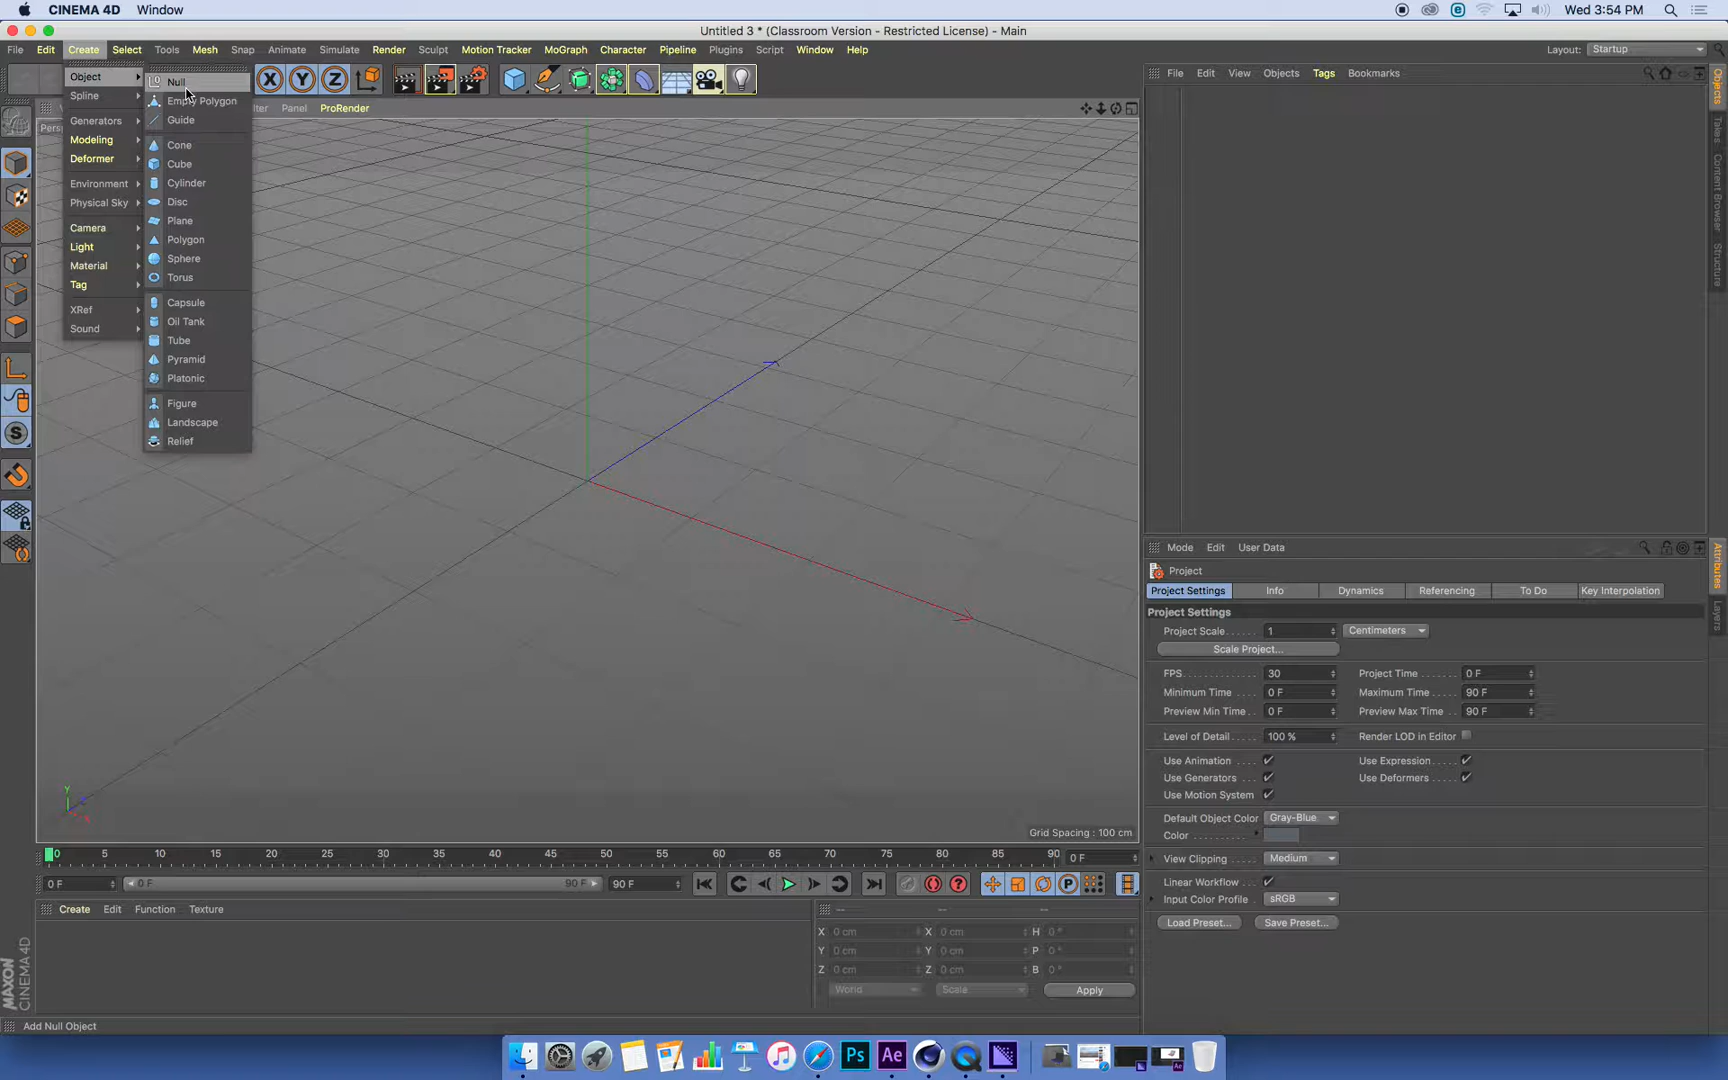 CINEMA 4D Window
Wed 3:54 PM
Untitled 3 * (Classroom Version - Restricted License) - Main
File Edit Create Select Tools Mesh Snap Animate Simulate Render Sculpt Motion Tracker MoGraph Character Pipeline Plugins Script Window Help
Layout: Startup
Object
Spline
Generators
Modeling
Deformer
Environment
Physical Sky
Camera
Light
Material
Tag
XRef
Sound
Null
Empty Polygon
Guide
Cone
Cube
Cylinder
Disc
Plane
Polygon
Sphere
Torus
Capsule
Oil Tank
Tube
Pyramid
Platonic
Figure
Landscape
Relief
X Y Z
Panel ProRender
Y
Grid Spacing : 100 cm
File Edit View Objects Tags Bookmarks
Objects
Takes
Content Browser
Structure
Mode Edit User Data
Attributes
Layers
Project
Project Settings Info Dynamics Referencing To Do Key Interpolation
Project Settings
Project Scale 1 Centimeters
Scale Project...
FPS 30 Project Time 0 F
Minimum Time 0 F Maximum Time 90 F
Preview Min Time 0 F Preview Max Time 90 F
Level of Detail 100 % Render LOD in Editor
Use Animation Use Expression
Use Generators Use Deformers
Use Motion System
Default Object Color Gray-Blue
Color
View Clipping Medium
Linear Workflow
Input Color Profile sRGB
Load Preset... Save Preset...
0 5 10 15 20 25 30 35 40 45 50 55 60 65 70 75 80 85 90 0 F
0 F 0 F 90 F 90 F
Create Edit Function Texture
-- -- --
X 0 cm X 0 cm H 0 °
Y 0 cm Y 0 cm P 0 °
Z 0 cm Z 0 cm B 0 °
World Scale Apply
MAXON
CINEMA 4D
Add Null Object
Ps Ae